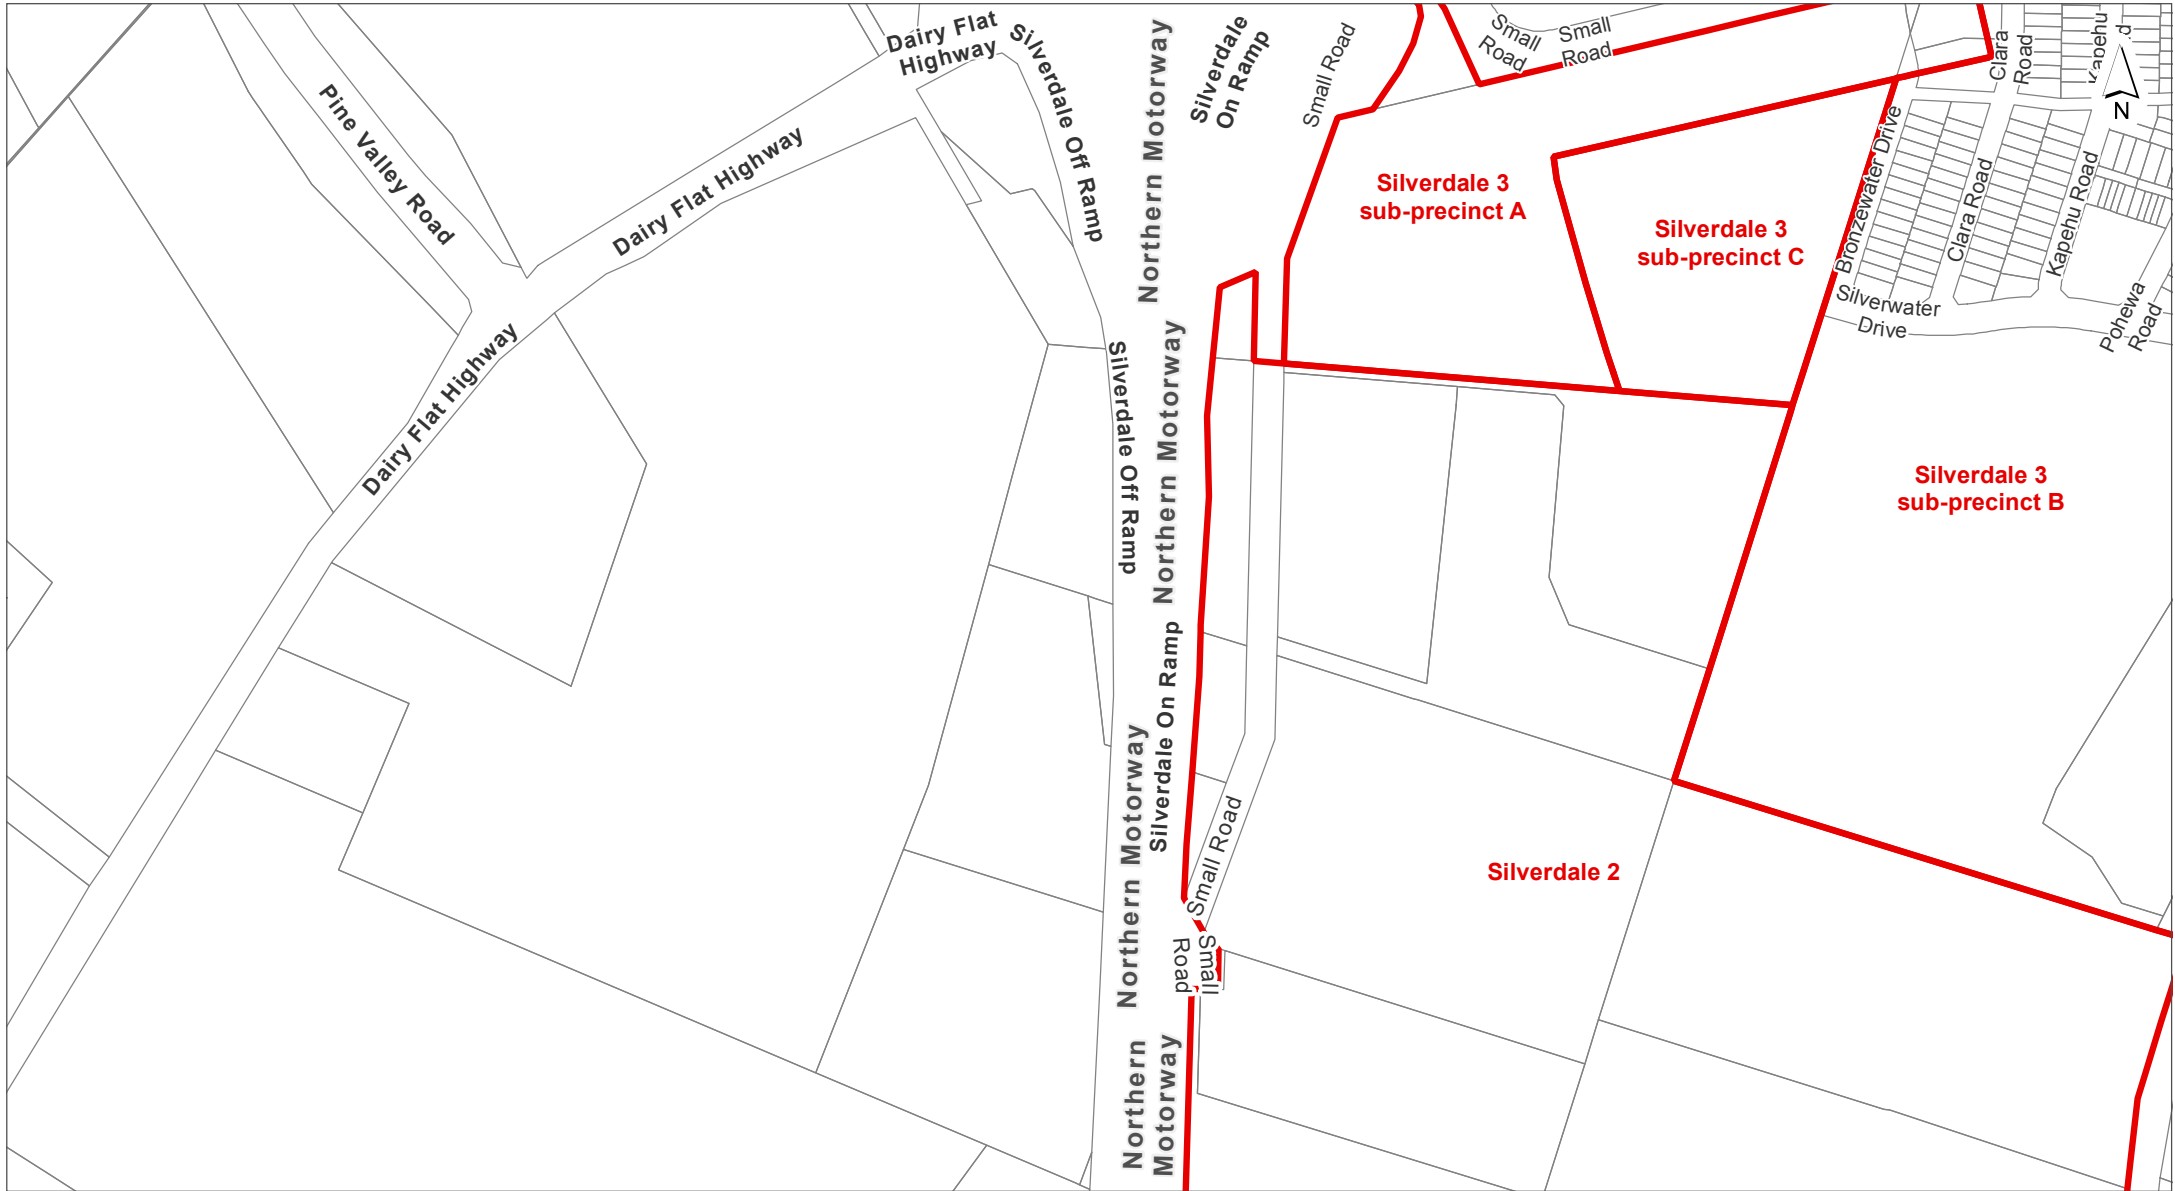 Dairy Flat
Highway
Silverdale Off Ramp
Northern Motorway
Silverdale
On Ramp
Small Road
Small
Road
Small
Road
Clara
Road
Kapehu
d
N
Pine Valley Road
Dairy Flat Highway
Silverdale 3
sub-precinct A
Silverdale 3
sub-precinct C
Bronzewater Drive
Clara Road
Kapehu Road
Silverwater
Drive
Pohewa
Road
Dairy Flat Highway
Silverdale Off Ramp
Northern Motorway
Silverdale 3
sub-precinct B
Silverdale On Ramp
Northern Motorway
Small Road
Silverdale 2
Small
Road
Northern
Motorway